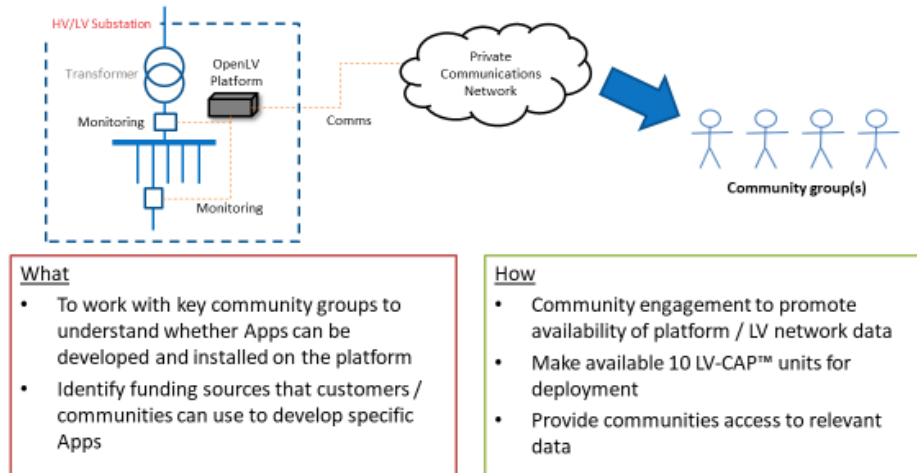 HV/LV Substation
Transformer
OpenLV
Platform
Monitoring
Monitoring
Comms
Private
Communications
Network
Community group(s)
What
• To work with key community groups to
understand whether Apps can be
developed and installed on the platform
• Identify funding sources that customers /
communities can use to develop specific
Apps
How
• Community engagement to promote
availability of platform / LV network data
• Make available 10 LV-CAP™ units for
deployment
• Provide communities access to relevant
data